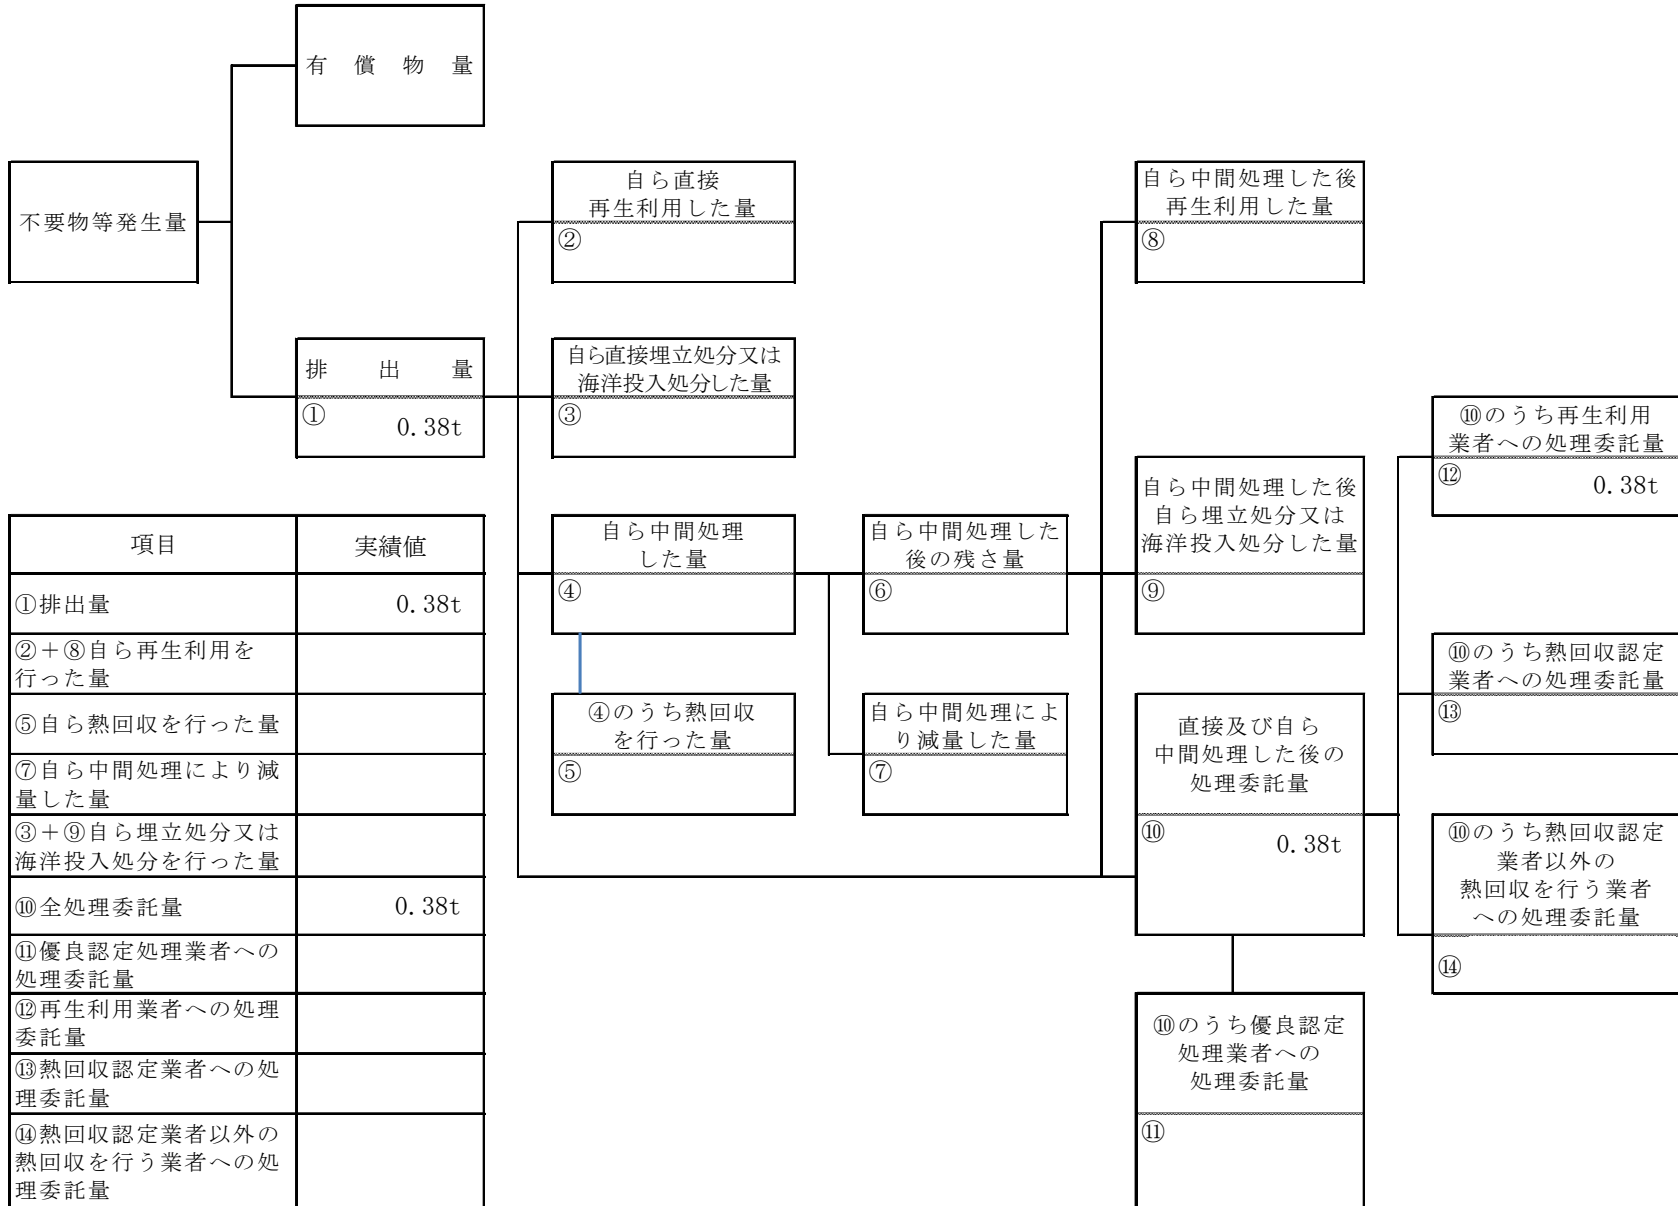 有償物量
不要物等発生量
自ら直接
再生利用した量
②
自ら中間処理した後
再生利用した量
⑧
排出量
① 0.38t
自ら直接埋立処分又は
海洋投入処分した量
③
⑩のうち再生利用
業者への処理委託量
⑫ 0.38t
自ら中間処理した後
自ら埋立処分又は
海洋投入処分した量
⑨
自ら中間処理
した量
④
自ら中間処理した
後の残さ量
⑥
⑩のうち熱回収認定
業者への処理委託量
⑬
④のうち熱回収
を行った量
⑤
自ら中間処理によ
り減量した量
⑦
直接及び自ら
中間処理した後の
処理委託量
⑩ 0.38t
⑩のうち熱回収認定
業者以外の
熱回収を行う業者
への処理委託量
⑭
⑩のうち優良認定
処理業者への
処理委託量
⑪
項目 実績値
①排出量 0.38t
②＋⑧自ら再生利用を
行った量
⑤自ら熱回収を行った量
⑦自ら中間処理により減
量した量
③＋⑨自ら埋立処分又は
海洋投入処分を行った量
⑩全処理委託量 0.38t
⑪優良認定処理業者への
処理委託量
⑫再生利用業者への処理
委託量
⑬熱回収認定業者への処
理委託量
⑭熱回収認定業者以外の
熱回収を行う業者への処
理委託量